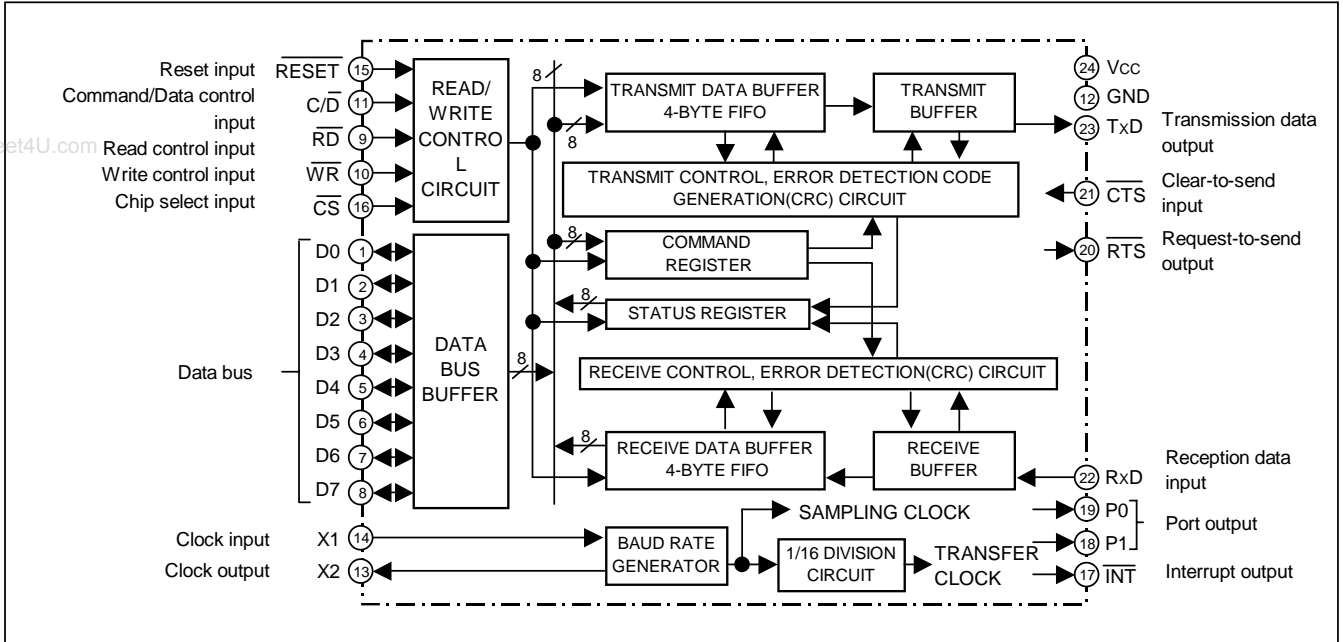 Reset input
RESET
15
Command/Data control
input
C/D
11
eet4U.com
Read control input
RD
9
Write control input
WR
10
Chip select input
CS
16
READ/
WRITE
CONTRO
L
CIRCUIT
Data bus
D0
1
D1
2
D2
3
D3
4
D4
5
D5
6
D6
7
D7
8
DATA
BUS
BUFFER
8
8
8
TRANSMIT DATA BUFFER
4-BYTE FIFO
TRANSMIT
BUFFER
TRANSMIT CONTROL, ERROR DETECTION CODE
GENERATION(CRC) CIRCUIT
8
COMMAND
REGISTER
8
STATUS REGISTER
RECEIVE CONTROL, ERROR DETECTION(CRC) CIRCUIT
8
RECEIVE DATA BUFFER
4-BYTE FIFO
RECEIVE
BUFFER
Clock input
X1
14
Clock output
X2
13
BAUD RATE
GENERATOR
SAMPLING CLOCK
1/16 DIVISION
CIRCUIT
TRANSFER
CLOCK
24
VCC
12
GND
23
TXD
Transmission data
output
21
CTS
Clear-to-send
input
20
RTS
Request-to-send
output
22
RXD
Reception data
input
19
P0
18
P1
Port output
17
INT
Interrupt output